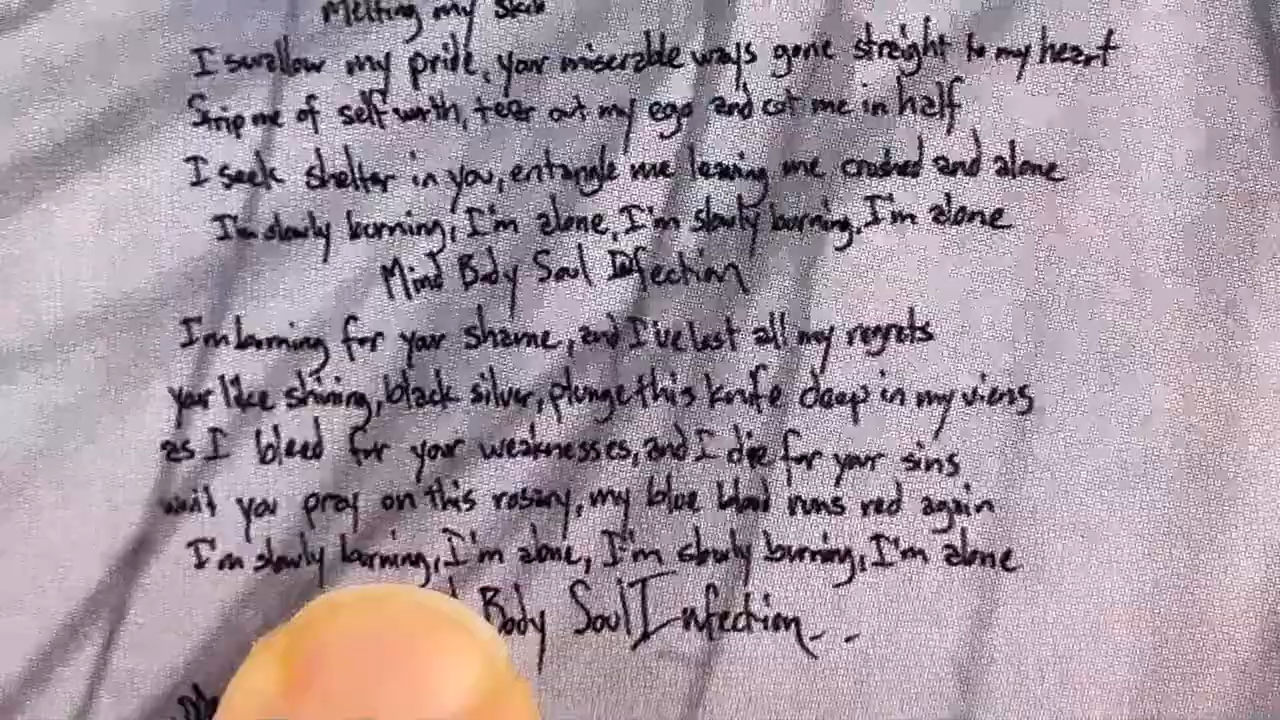 Melting my skin
I swallow my pride, your miserable ways gone streight to my heart
Strip me of self worth, tear out my ego and cut me in half
I seek shelter in you, entangle me leaving me crushed and alone
I'm slowly burning, I'm alone, I'm slowly burning, I'm alone
Mind Body Soul Infection
I'm burning for your shame, and I've lost all my regrets
your like shining, black silver, plunge this knife deep in my viens
as I bleed for your weaknesses, and I die for your sins
wait you pray on this rosary, my blue blood runs red again
I'm slowly burning, I'm alone, I'm slowly burning, I'm alone
Body Soul Infection--